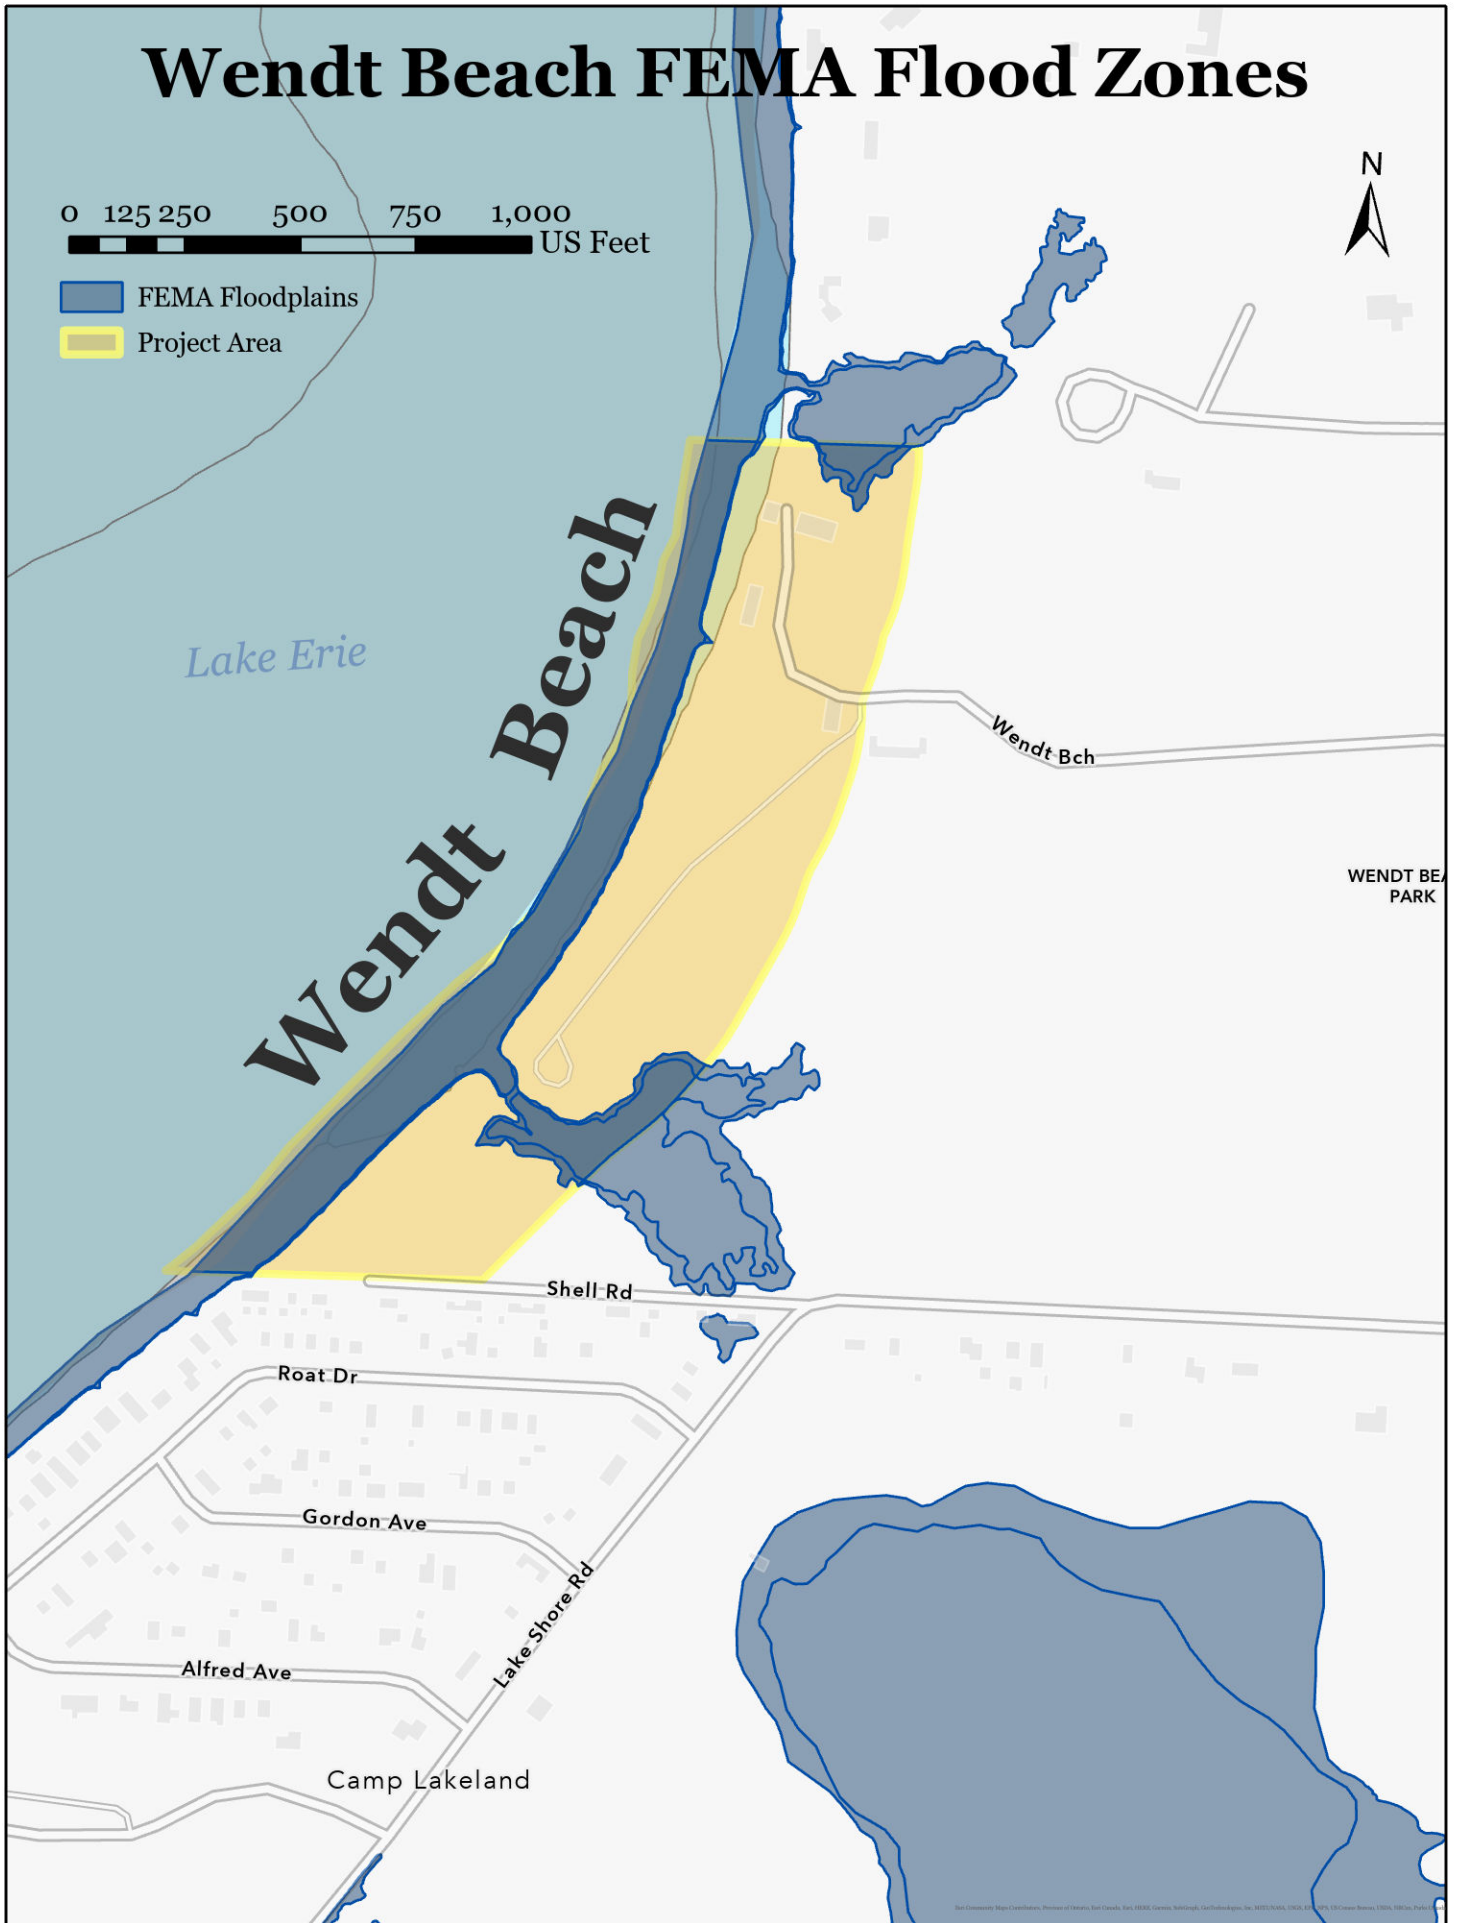 Wendt Beach FEMA Flood Zones
N
0 125 250 500 750 1,000
US Feet
FEMA Floodplains
Project Area
Wendt Beach
Lake Erie
Wendt Bch
WENDT BEA
PARK
Shell Rd
Roat Dr
Gordon Ave
Lake Shore Rd
Alfred Ave
Camp Lakeland